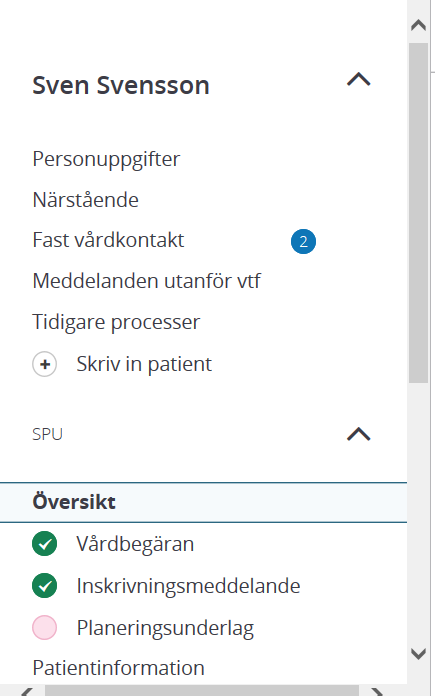 Sven Svensson
Personuppgifter
Närstående
Fast vårdkontakt 2
Meddelanden utanför vtf
Tidigare processer
Skriv in patient
SPU
Översikt
Vårdbegäran
Inskrivningsmeddelande
Planeringsunderlag
Patientinformation